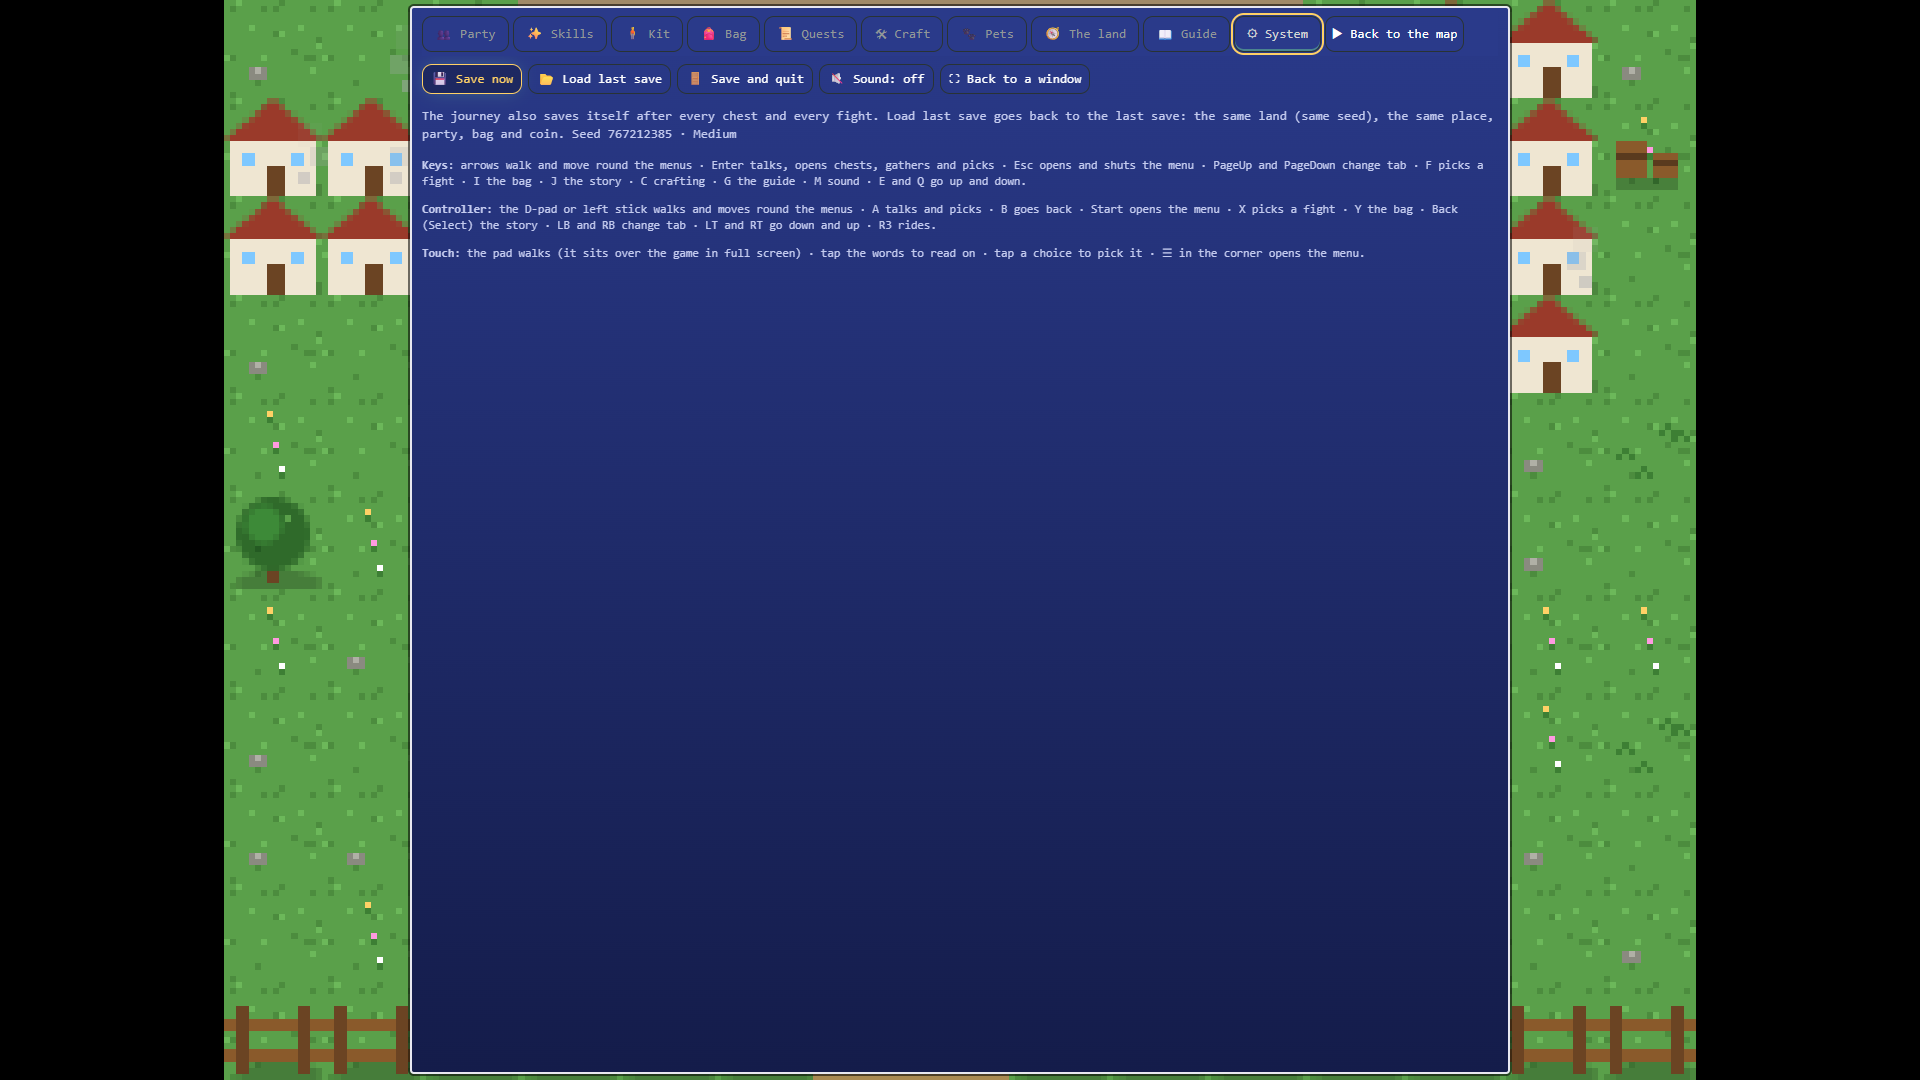 Party Skills Kit Bag Quests Craft Pets The land Guide System Back to the map
Save now Load last save Save and quit Sound: off Back to a window
The journey also saves itself after every chest and every fight. Load last save goes back to the last save: the same land (same seed), the same place,
party, bag and coin. Seed 767212385 · Medium
Keys: arrows walk and move round the menus · Enter talks, opens chests, gathers and picks · Esc opens and shuts the menu · PageUp and PageDown change tab · F picks a
fight · I the bag · J the story · C crafting · G the guide · M sound · E and Q go up and down.
Controller: the D-pad or left stick walks and moves round the menus · A talks and picks · B goes back · Start opens the menu · X picks a fight · Y the bag · Back
(Select) the story · LB and RB change tab · LT and RT go down and up · R3 rides.
Touch: the pad walks (it sits over the game in full screen) · tap the words to read on · tap a choice to pick it · ☰ in the corner opens the menu.